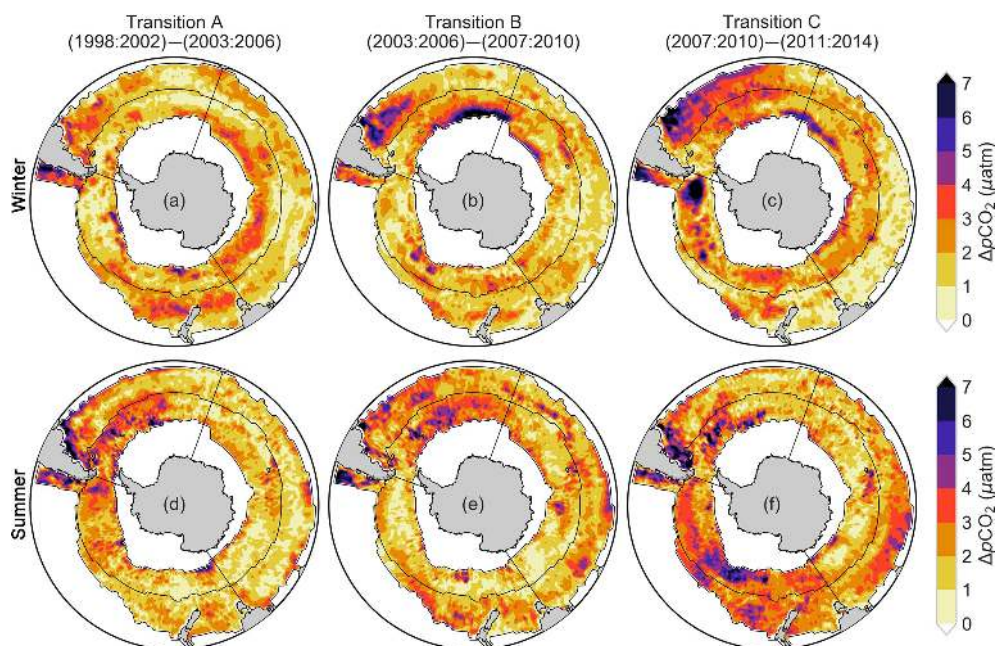 Transition A
(1998:2002)—(2003:2006)
Transition B
(2003:2006)—(2007:2010)
Transition C
(2007:2010)—(2011:2014)
Winter
(a)
(b)
(c)
7
6
5
4
3
2
1
0
ΔpCO₂ (µatm)
Summer
(d)
(e)
(f)
7
6
5
4
3
2
1
0
ΔpCO₂ (µatm)